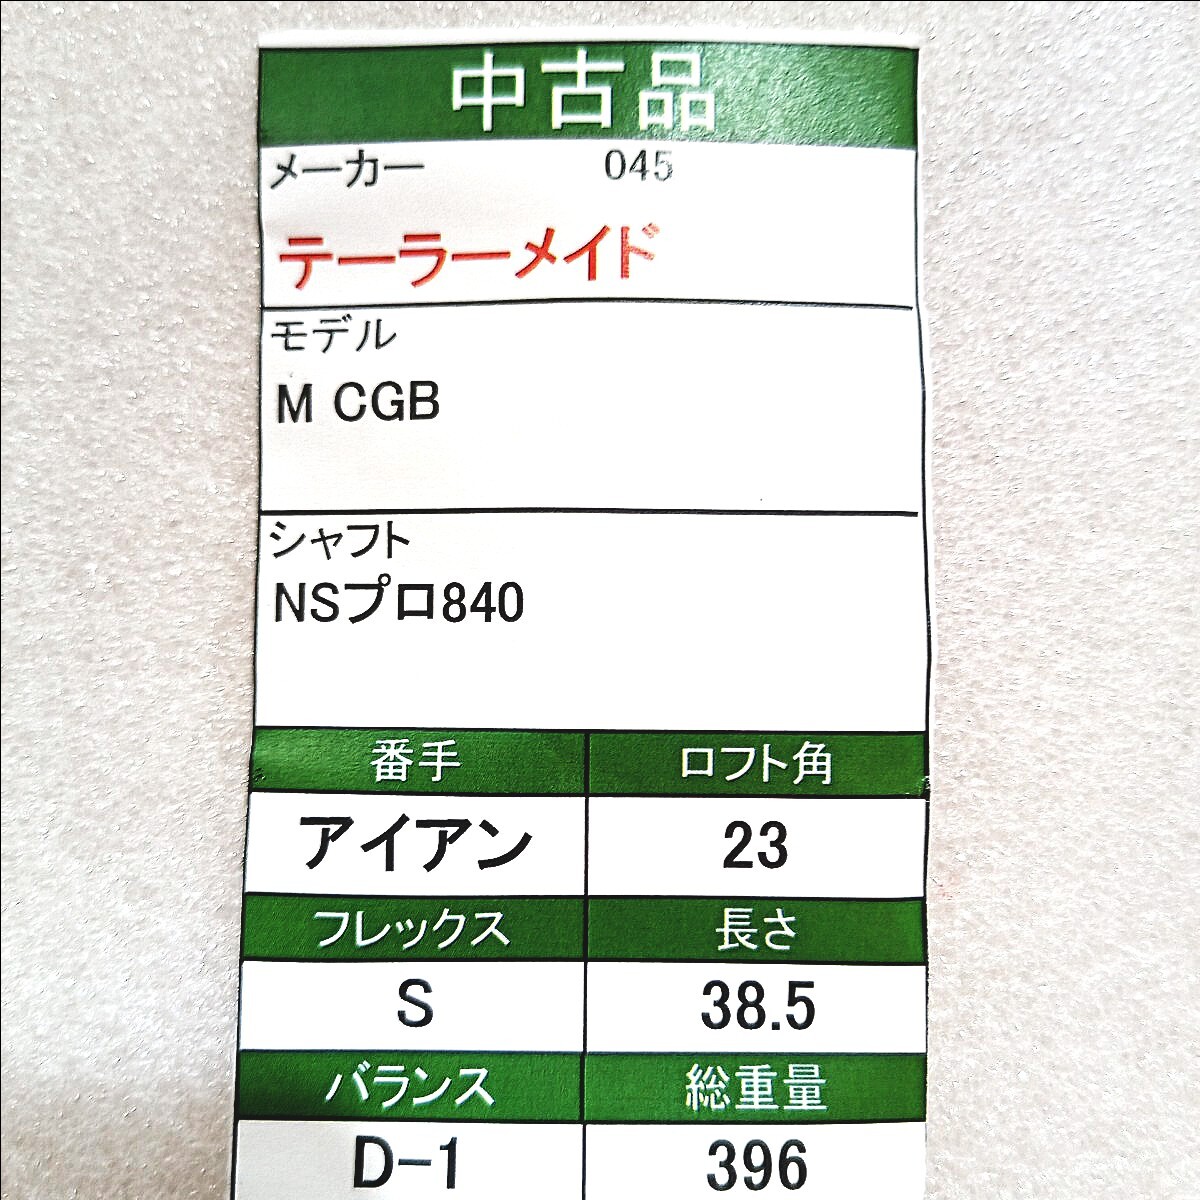 中古品
メーカー 045
テーラーメイド
モデル
M CGB
シャフト
NSプロ840
番手 ロフト角
アイアン 23
フレックス 長さ
S 38.5
バランス 総重量
D-1 396